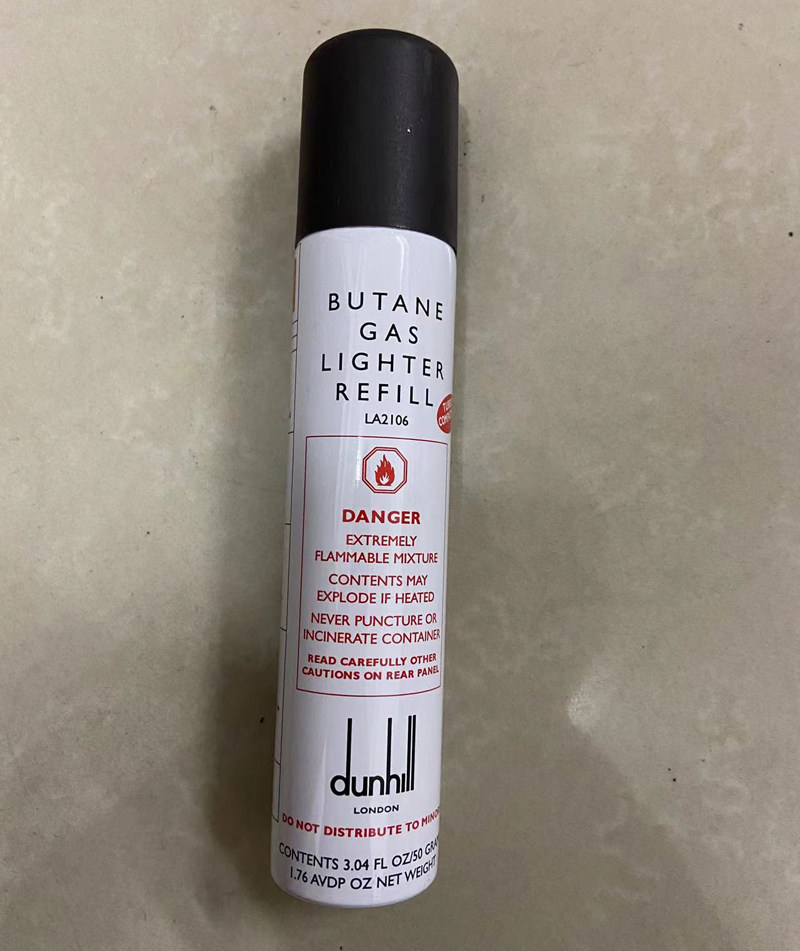 BUTANE
GAS
LIGHTER
REFILL
LA2106
DANGER
EXTREMELY
FLAMMABLE MIXTURE
CONTENTS MAY
EXPLODE IF HEATED
NEVER PUNCTURE OR
INCINERATE CONTAINER
READ CAREFULLY OTHER
CAUTIONS ON REAR PANEL
dunhill
LONDON
DO NOT DISTRIBUTE TO
CONTENTS 3.04 FL OZ/50
1.76 AVDP OZ NET WEIGHT